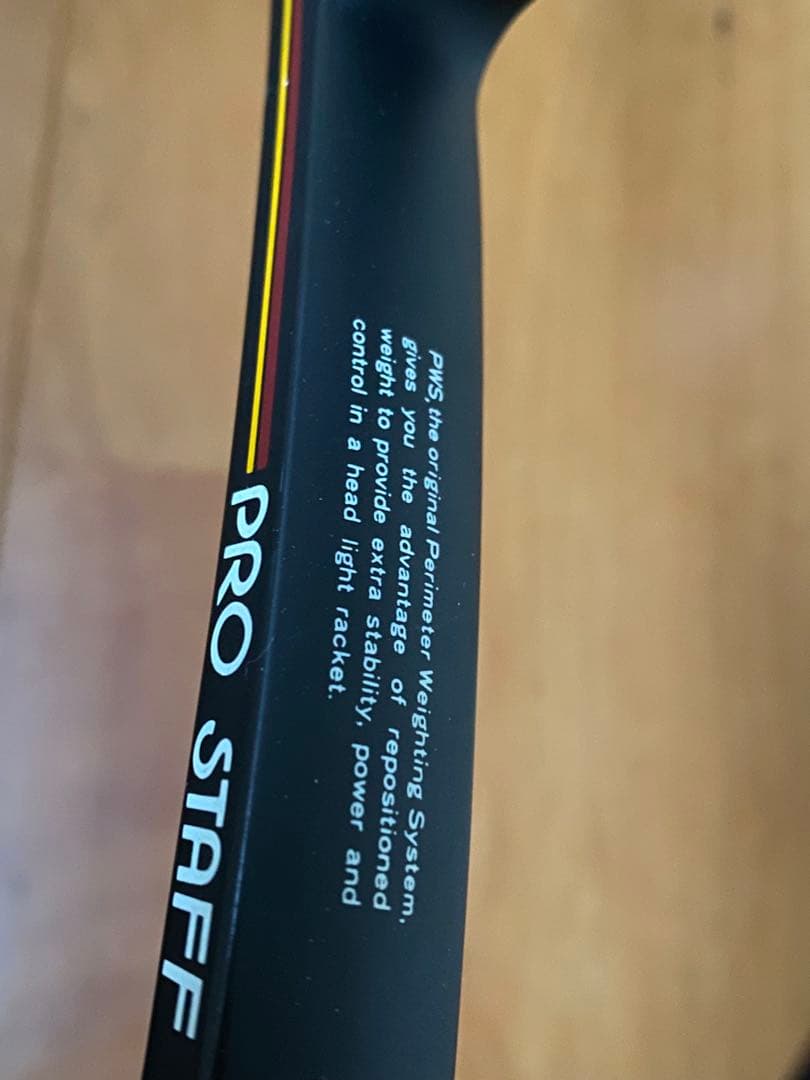 PWS, the original Perimeter Weighting System,
gives you the advantage of repositioned
weight to provide extra stability, power and
control in a head light racket.
PRO STAFF